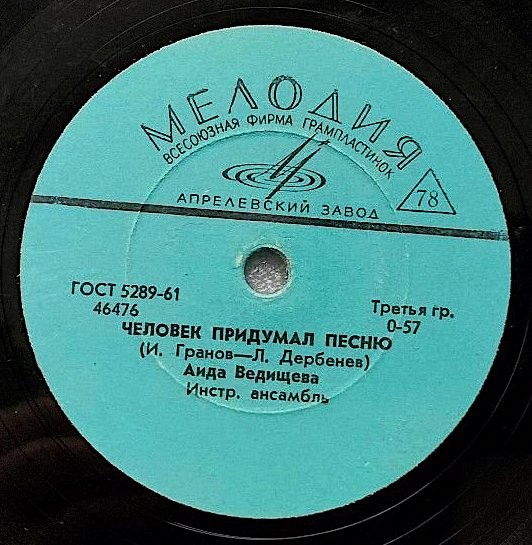 МЕЛОДИЯ
ВСЕСОЮЗНАЯ ФИРМА ГРАМПЛАСТИНОК
АПРЕЛЕВСКИЙ ЗАВОД
78
ГОСТ 5289-61
46476
Третья гр.
0-57
ЧЕЛОВЕК ПРИДУМАЛ ПЕСНЮ
(И. Гранов—Л. Дербенев)
Аида Ведищева
Инстр. ансамбль